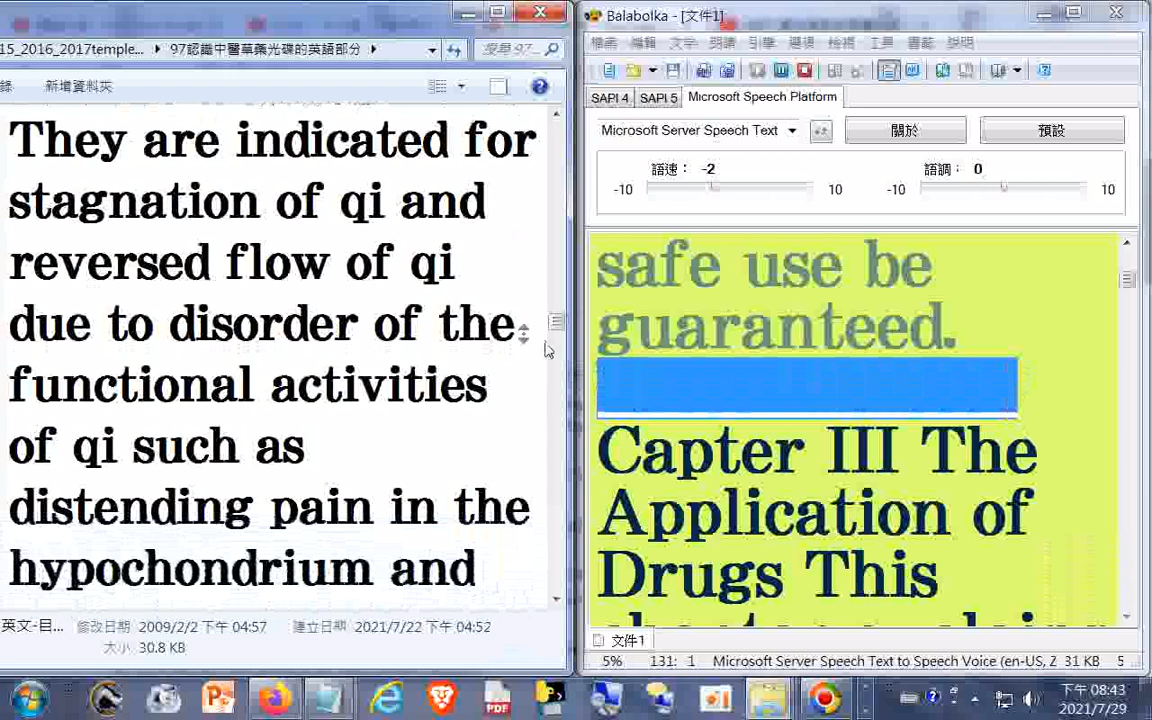 Balabolka - [文件1]
15_2016_2017temple...
97認識中醫草藥光碟的英語部分
搜尋 97...
檔案 編輯 文字 朗讀 引擎 選項 檢視 工具 書籤 說明
錄 新增資料夾
SAPI 4 SAPI 5 Microsoft Speech Platform
Microsoft Server Speech Text 關於 預設
語速: -2 語調: 0
-10 10 -10 10
They are indicated for
stagnation of qi and
reversed flow of qi
due to disorder of the
functional activities
of qi such as
distending pain in the
hypochondrium and
safe use be
guaranteed.
Capter III The
Application of
Drugs This
英文-目... 修改日期 2009/2/2 下午 04:57 建立日期 2021/7/22 下午 04:52
大小 30.8 KB
文件1
5% 131: 1 Microsoft Server Speech Text to Speech Voice (en-US, Z 31 KB 5
下午 08:43
2021/7/29